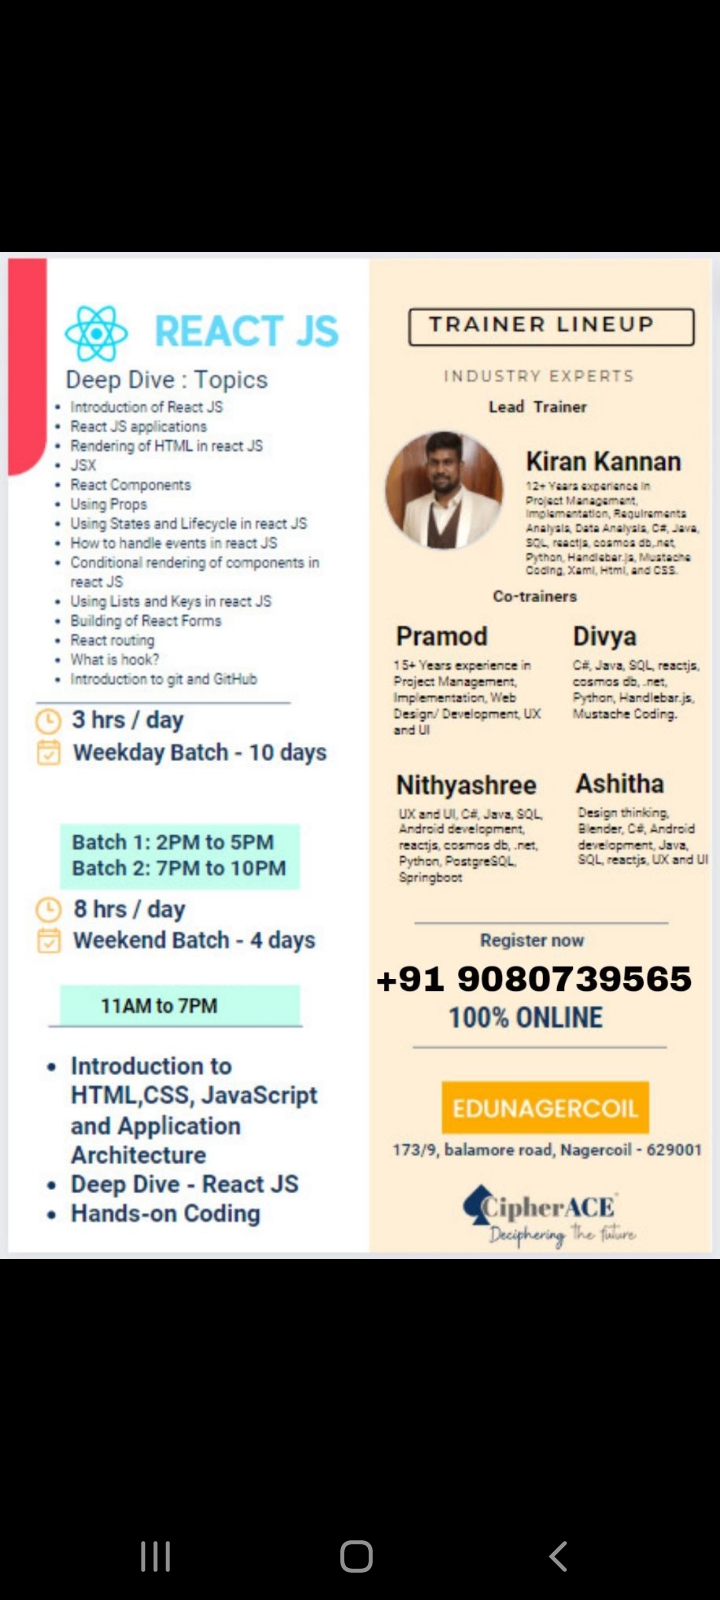 REACT JS
Deep Dive : Topics
• Introduction of React JS
• React JS applications
• Rendering of HTML in react JS
• JSX
• React Components
• Using Props
• Using States and Lifecycle in react JS
• How to handle events in react JS
• Conditional rendering of components in
react JS
• Using Lists and Keys in react JS
• Building of React Forms
• React routing
• What is hook?
• Introduction to git and GitHub
3 hrs / day
Weekday Batch - 10 days
Batch 1: 2PM to 5PM
Batch 2: 7PM to 10PM
8 hrs / day
Weekend Batch - 4 days
11AM to 7PM
• Introduction to
HTML,CSS, JavaScript
and Application
Architecture
• Deep Dive - React JS
• Hands-on Coding
TRAINER LINEUP
INDUSTRY EXPERTS
Lead Trainer
Kiran Kannan
12+ Years experience in
Project Management,
Implementation, Requirements
Analysis, Data Analysis, C#, Java,
SQL, reactjs, cosmos db,.net,
Python, Handlebar.js, Mustache
Coding, Xaml, Html, and CSS.
Co-trainers
Pramod
15+ Years experience in
Project Management,
Implementation, Web
Design/ Development, UX
and UI
Divya
C#, Java, SQL, reactjs,
cosmos db, .net,
Python, Handlebar.js,
Mustache Coding.
Nithyashree
UX and UI, C#, Java, SQL,
Android development,
reactjs, cosmos db, .net,
Python, PostgreSQL,
Springboot
Ashitha
Design thinking,
Blender, C#, Android
development, Java,
SQL, reactjs, UX and UI
Register now
+91 9080739565
100% ONLINE
EDUNAGERCOIL
173/9, balamore road, Nagercoil - 629001
CipherACE
Deciphering the future